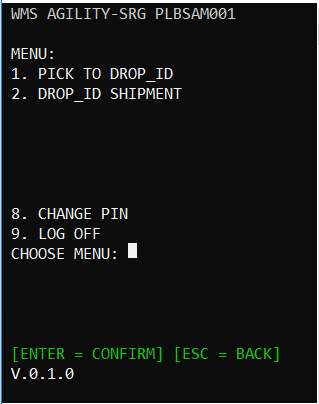 WMS AGILITY-SRG PLBSAM001
MENU:
1. PICK TO DROP_ID
2. DROP_ID SHIPMENT
8. CHANGE PIN
9. LOG OFF
CHOOSE MENU:
[ENTER = CONFIRM] [ESC = BACK]
V.0.1.0